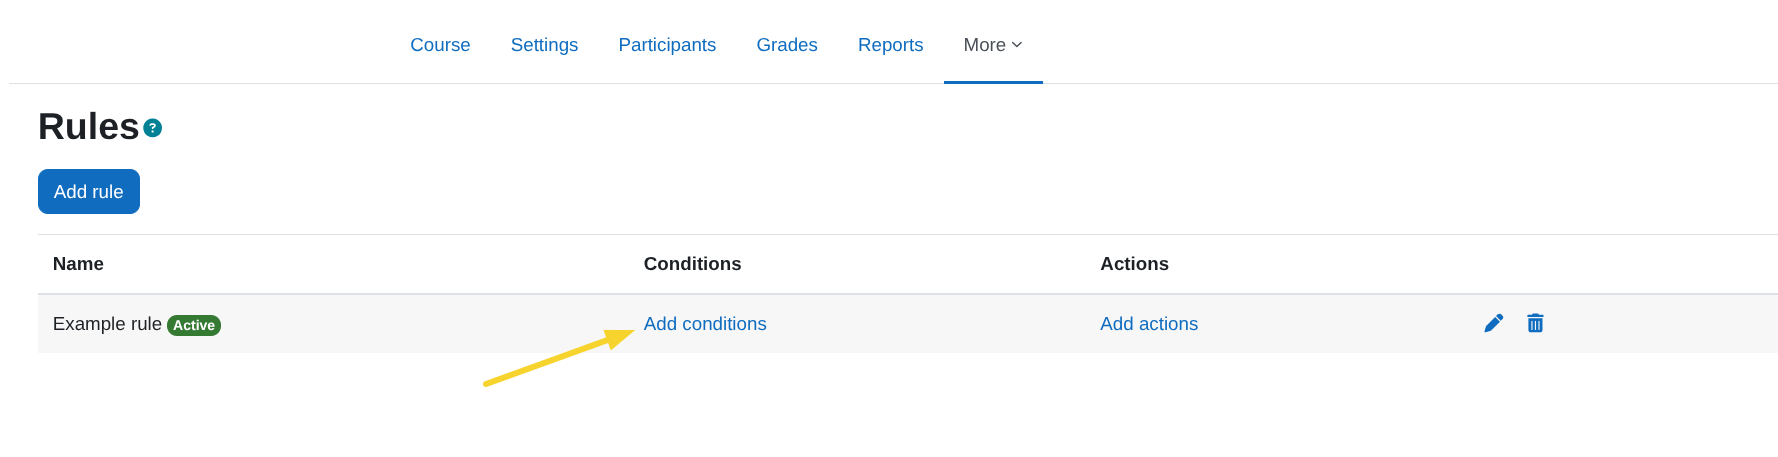 Course Settings Participants Grades Reports More
Rules ?
Add rule
Name Conditions Actions
Example rule Active Add conditions Add actions